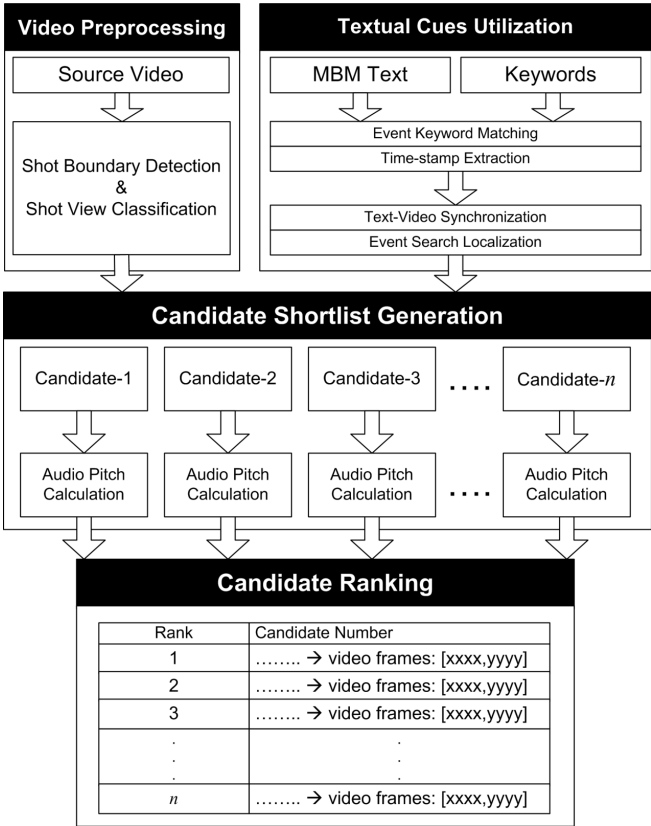 Video Preprocessing
Source Video
Shot Boundary Detection
&
Shot View Classification
Textual Cues Utilization
MBM Text
Keywords
Event Keyword Matching
Time-stamp Extraction
Text-Video Synchronization
Event Search Localization
Candidate Shortlist Generation
Candidate-1
Candidate-2
Candidate-3
....
Candidate-n
Audio Pitch
Calculation
Audio Pitch
Calculation
Audio Pitch
Calculation
....
Audio Pitch
Calculation
Candidate Ranking
Rank
Candidate Number
1
........ → video frames: [xxxx,yyyy]
2
........ → video frames: [xxxx,yyyy]
3
........ → video frames: [xxxx,yyyy]
. .
. .
. .
n
........ → video frames: [xxxx,yyyy]